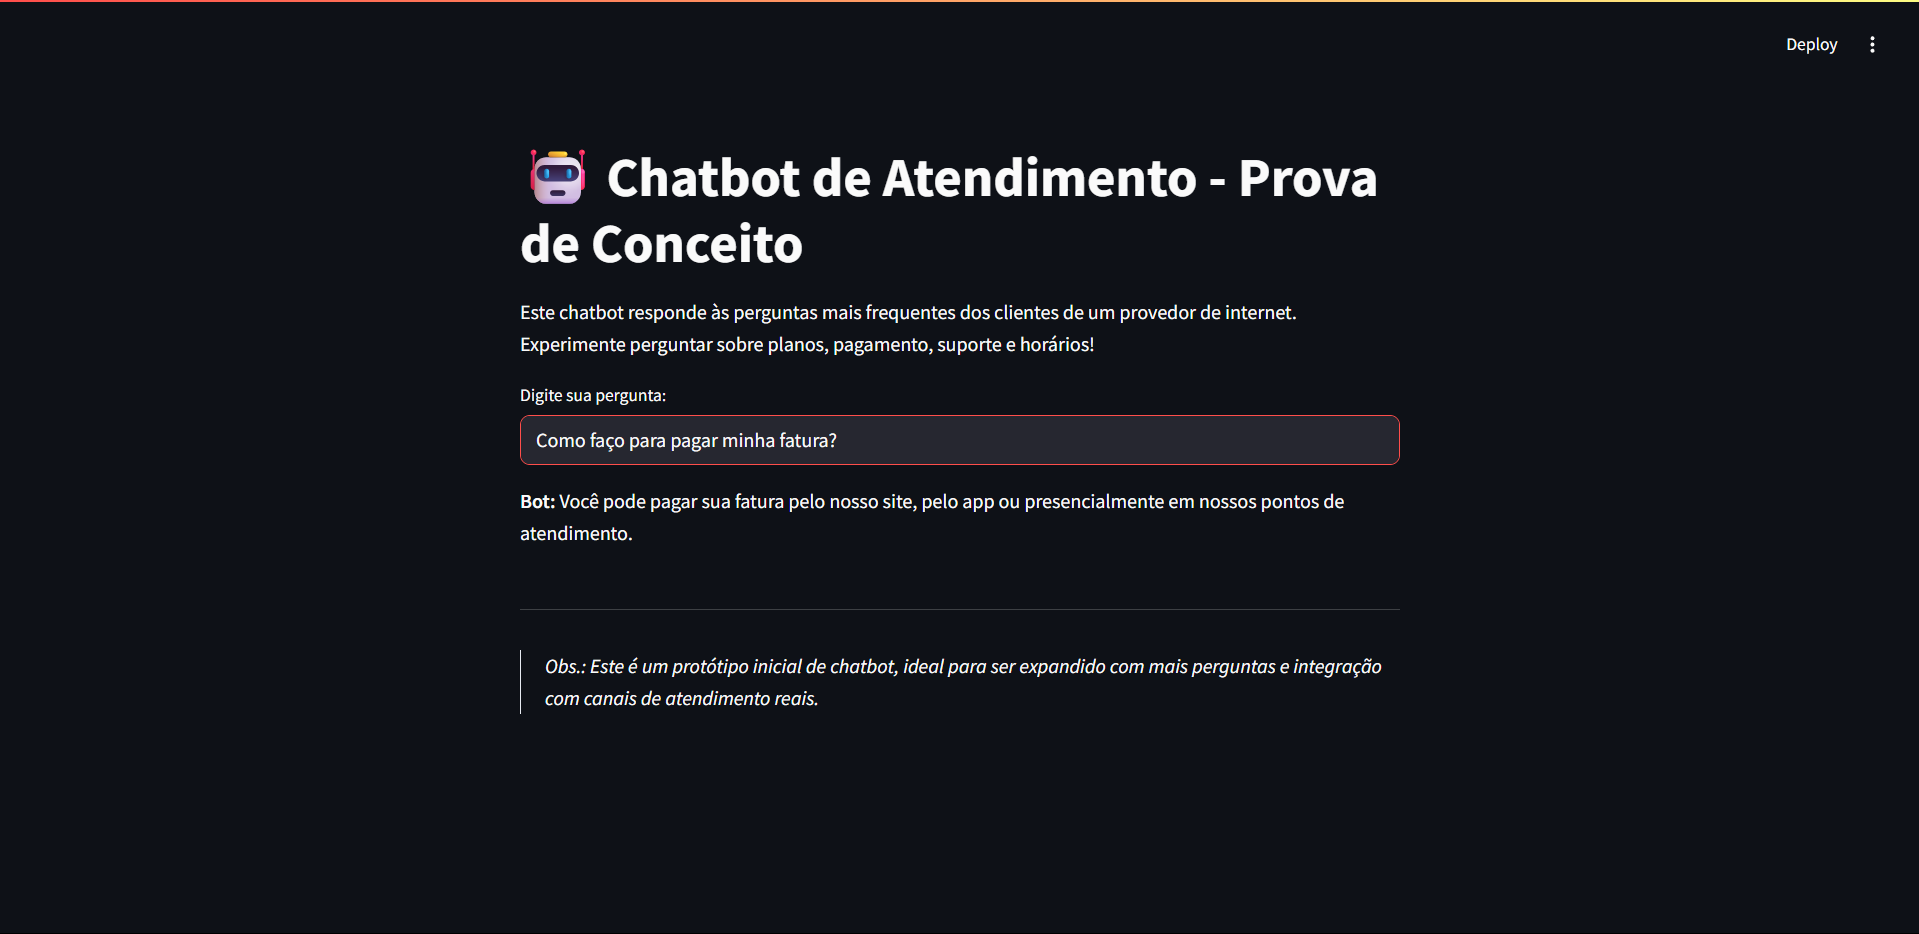 Deploy
Chatbot de Atendimento - Prova
de Conceito
Este chatbot responde às perguntas mais frequentes dos clientes de um provedor de internet.
Experimente perguntar sobre planos, pagamento, suporte e horários!
Digite sua pergunta:
Como faço para pagar minha fatura?
Bot: Você pode pagar sua fatura pelo nosso site, pelo app ou presencialmente em nossos pontos de
atendimento.
Obs.: Este é um protótipo inicial de chatbot, ideal para ser expandido com mais perguntas e integração
com canais de atendimento reais.